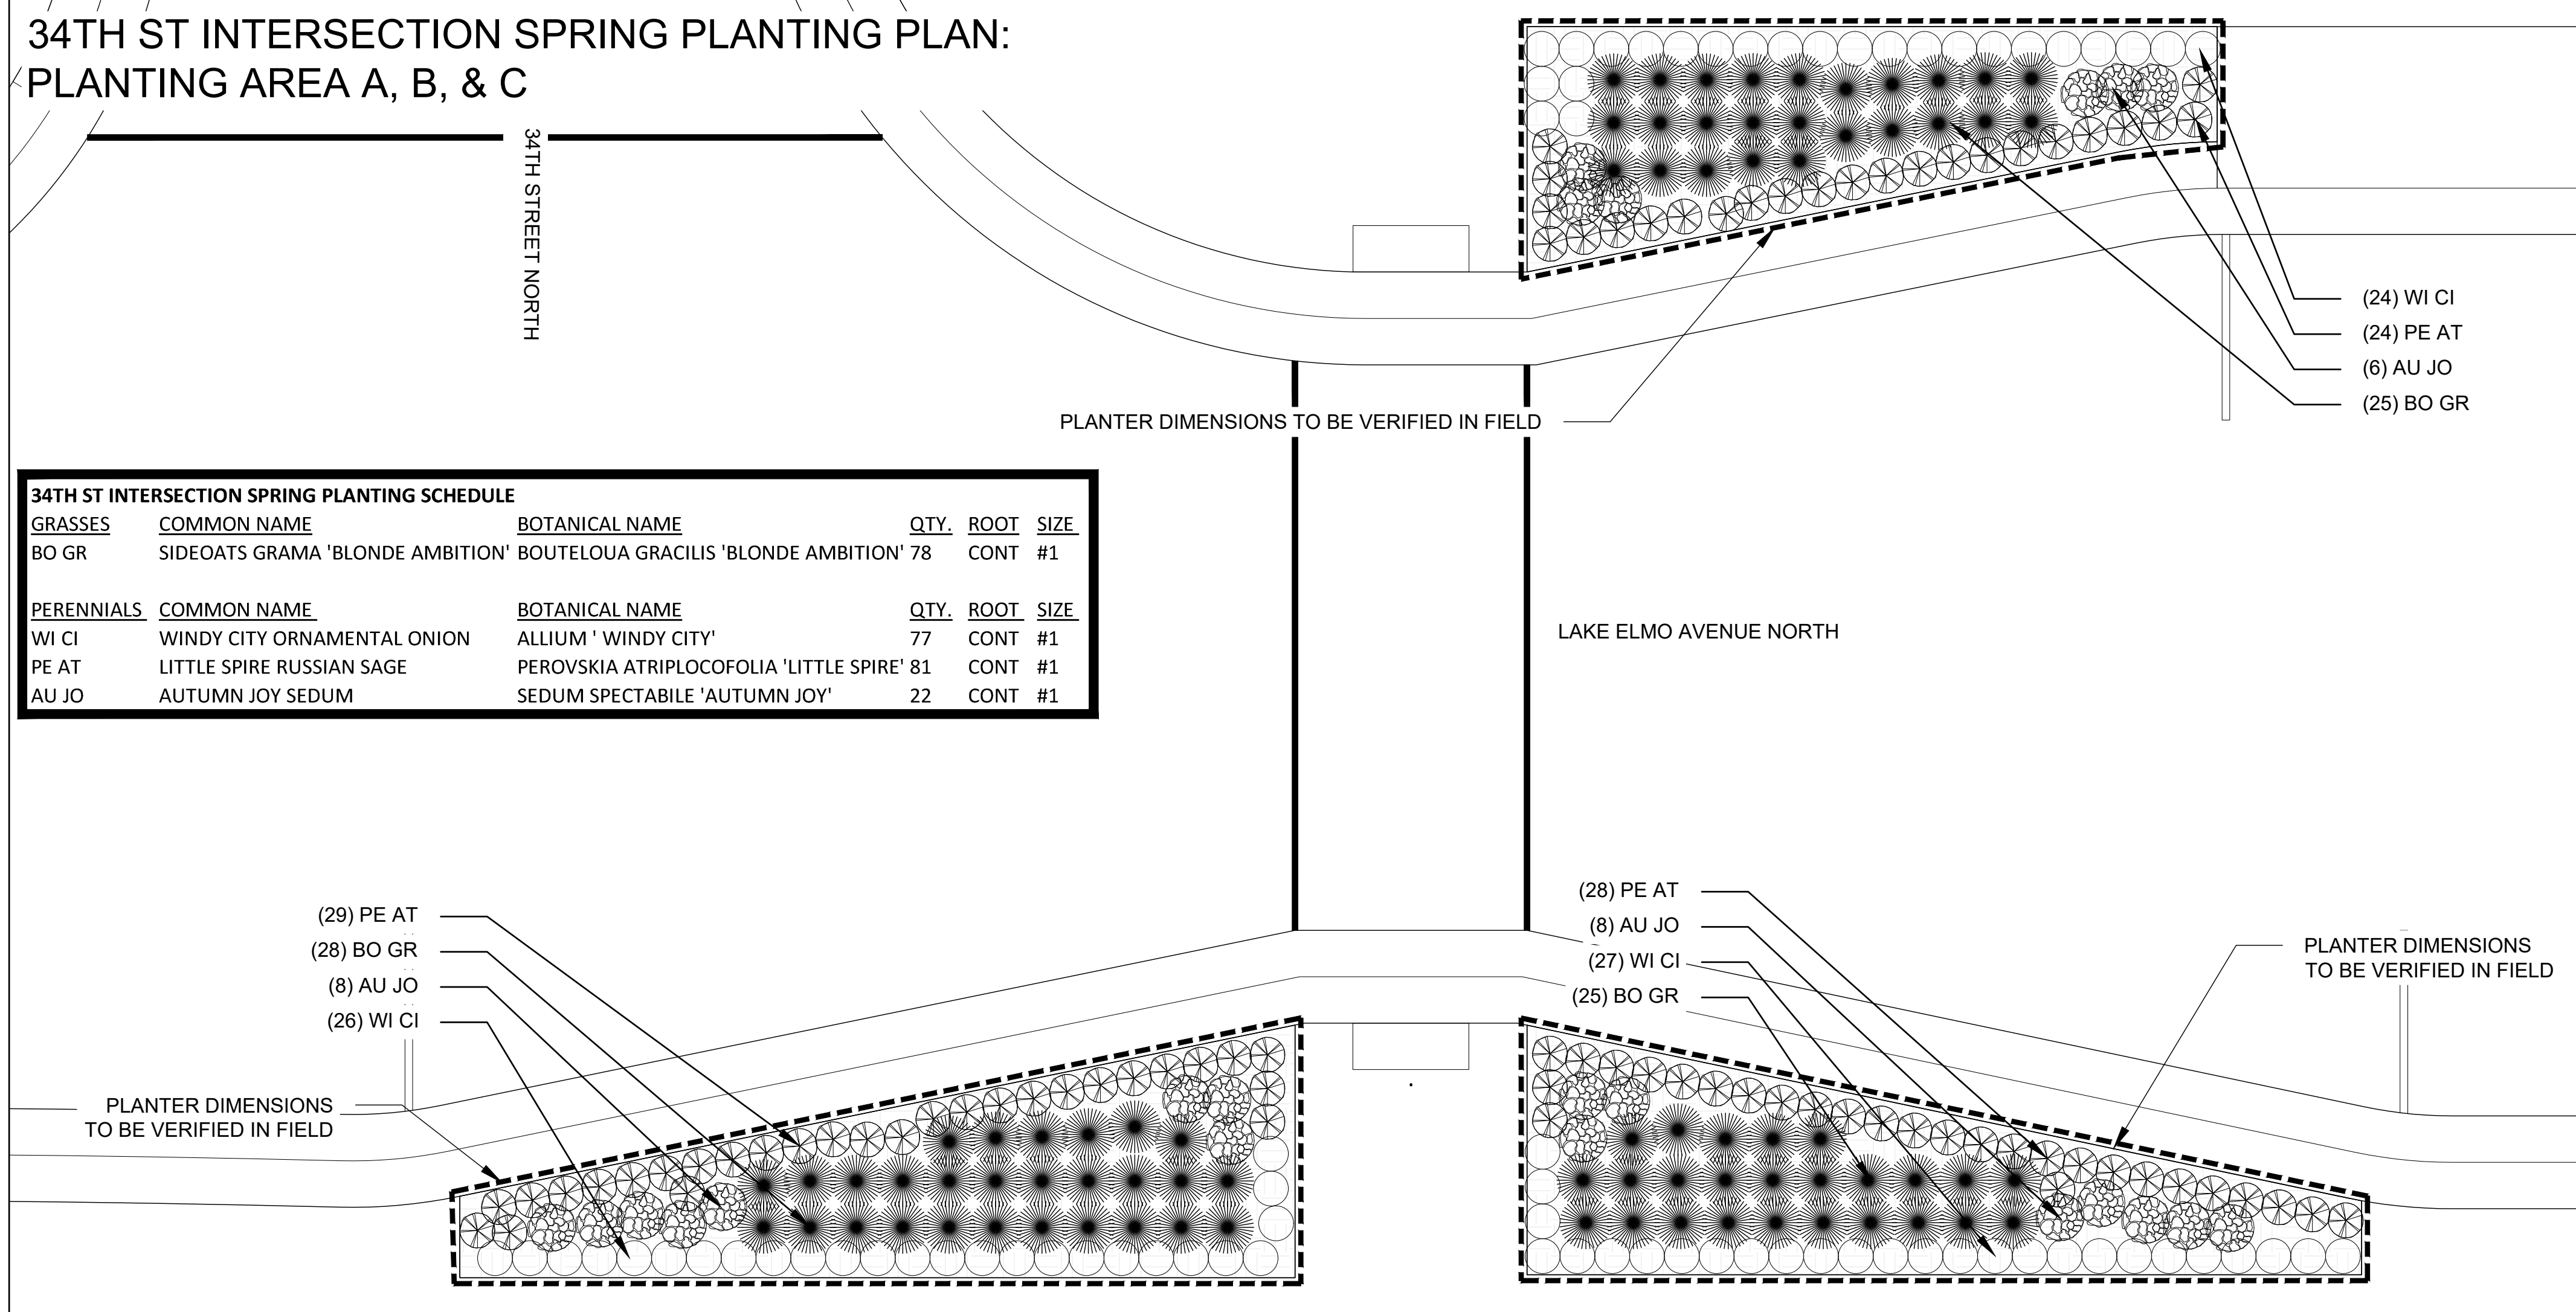 34TH ST INTERSECTION SPRING PLANTING PLAN:
PLANTING AREA A, B, & C
34TH STREET NORTH
(24) WI CI
(24) PE AT
(6) AU JO
(25) BO GR
PLANTER DIMENSIONS TO BE VERIFIED IN FIELD
34TH ST INTERSECTION SPRING PLANTING SCHEDULE
GRASSES COMMON NAME BOTANICAL NAME QTY. ROOT SIZE
BO GR SIDEOATS GRAMA 'BLONDE AMBITION' BOUTELOUA GRACILIS 'BLONDE AMBITION' 78 CONT #1
PERENNIALS COMMON NAME BOTANICAL NAME QTY. ROOT SIZE
WI CI WINDY CITY ORNAMENTAL ONION ALLIUM ' WINDY CITY' 77 CONT #1
PE AT LITTLE SPIRE RUSSIAN SAGE PEROVSKIA ATRIPLOCOFOLIA 'LITTLE SPIRE' 81 CONT #1
AU JO AUTUMN JOY SEDUM SEDUM SPECTABILE 'AUTUMN JOY' 22 CONT #1
LAKE ELMO AVENUE NORTH
(29) PE AT
(28) BO GR
(8) AU JO
(26) WI CI
PLANTER DIMENSIONS
TO BE VERIFIED IN FIELD
(28) PE AT
(8) AU JO
(27) WI CI
(25) BO GR
PLANTER DIMENSIONS
TO BE VERIFIED IN FIELD